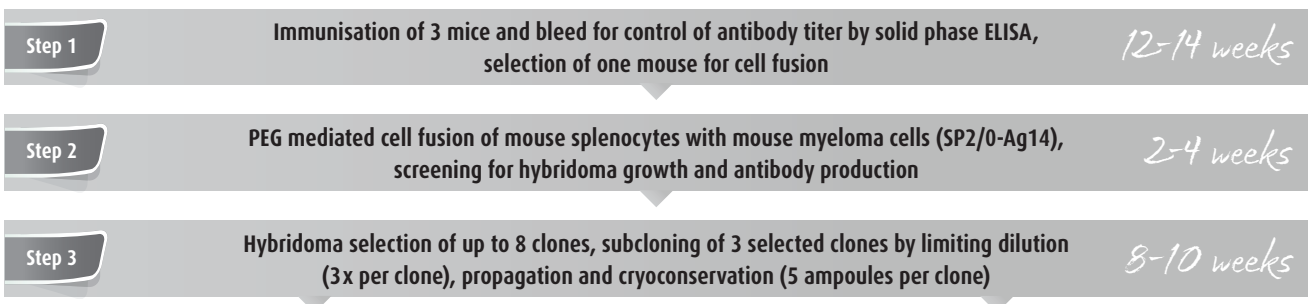 Step 1
Immunisation of 3 mice and bleed for control of antibody titer by solid phase ELISA,
selection of one mouse for cell fusion
12-14 weeks
Step 2
PEG mediated cell fusion of mouse splenocytes with mouse myeloma cells (SP2/0-Ag14),
screening for hybridoma growth and antibody production
2-4 weeks
Step 3
Hybridoma selection of up to 8 clones, subcloning of 3 selected clones by limiting dilution
(3x per clone), propagation and cryoconservation (5 ampoules per clone)
8-10 weeks